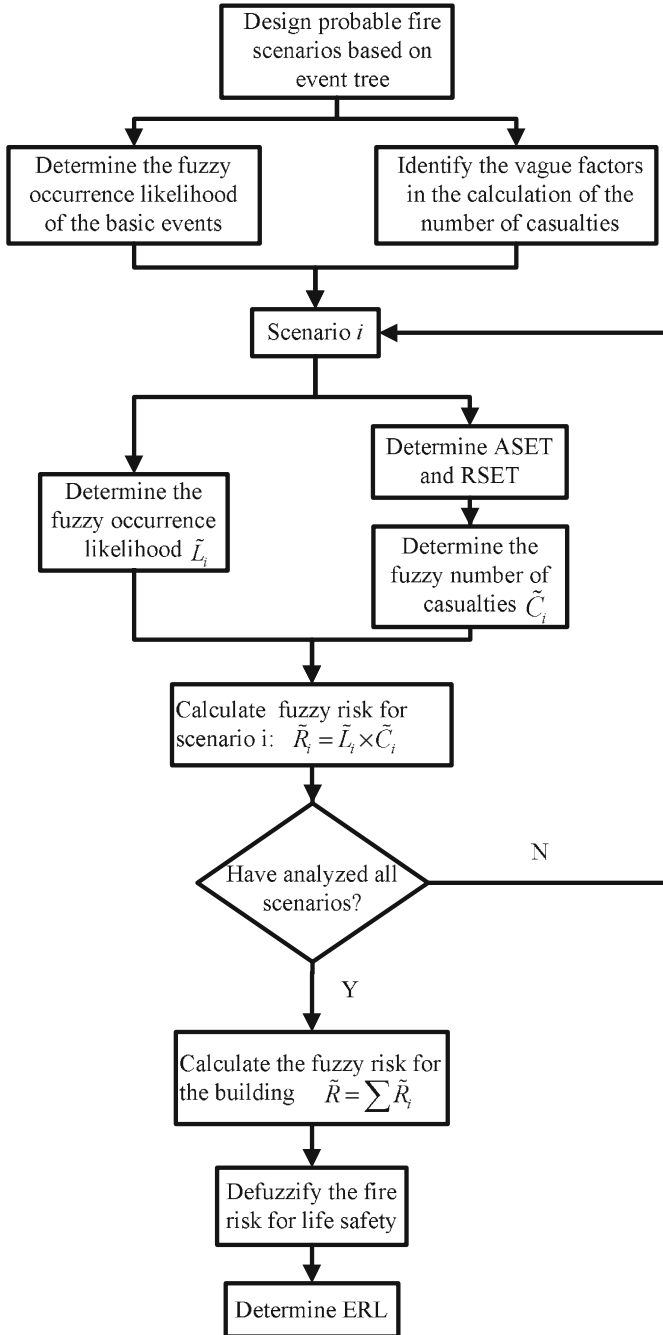 Design probable fire
scenarios based on
event tree
Determine the fuzzy
occurrence likelihood
of the basic events
Identify the vague factors
in the calculation of the
number of casualties
Scenario i
Determine the
fuzzy occurrence
likelihood L̃ᵢ
Determine ASET
and RSET
Determine the
fuzzy number of
casualties C̃ᵢ
Calculate fuzzy risk for
scenario i: R̃ᵢ = L̃ᵢ × C̃ᵢ
Have analyzed all
scenarios?
N
Y
Calculate the fuzzy risk for
the building R̃ = ∑ R̃ᵢ
Defuzzify the fire
risk for life safety
Determine ERL